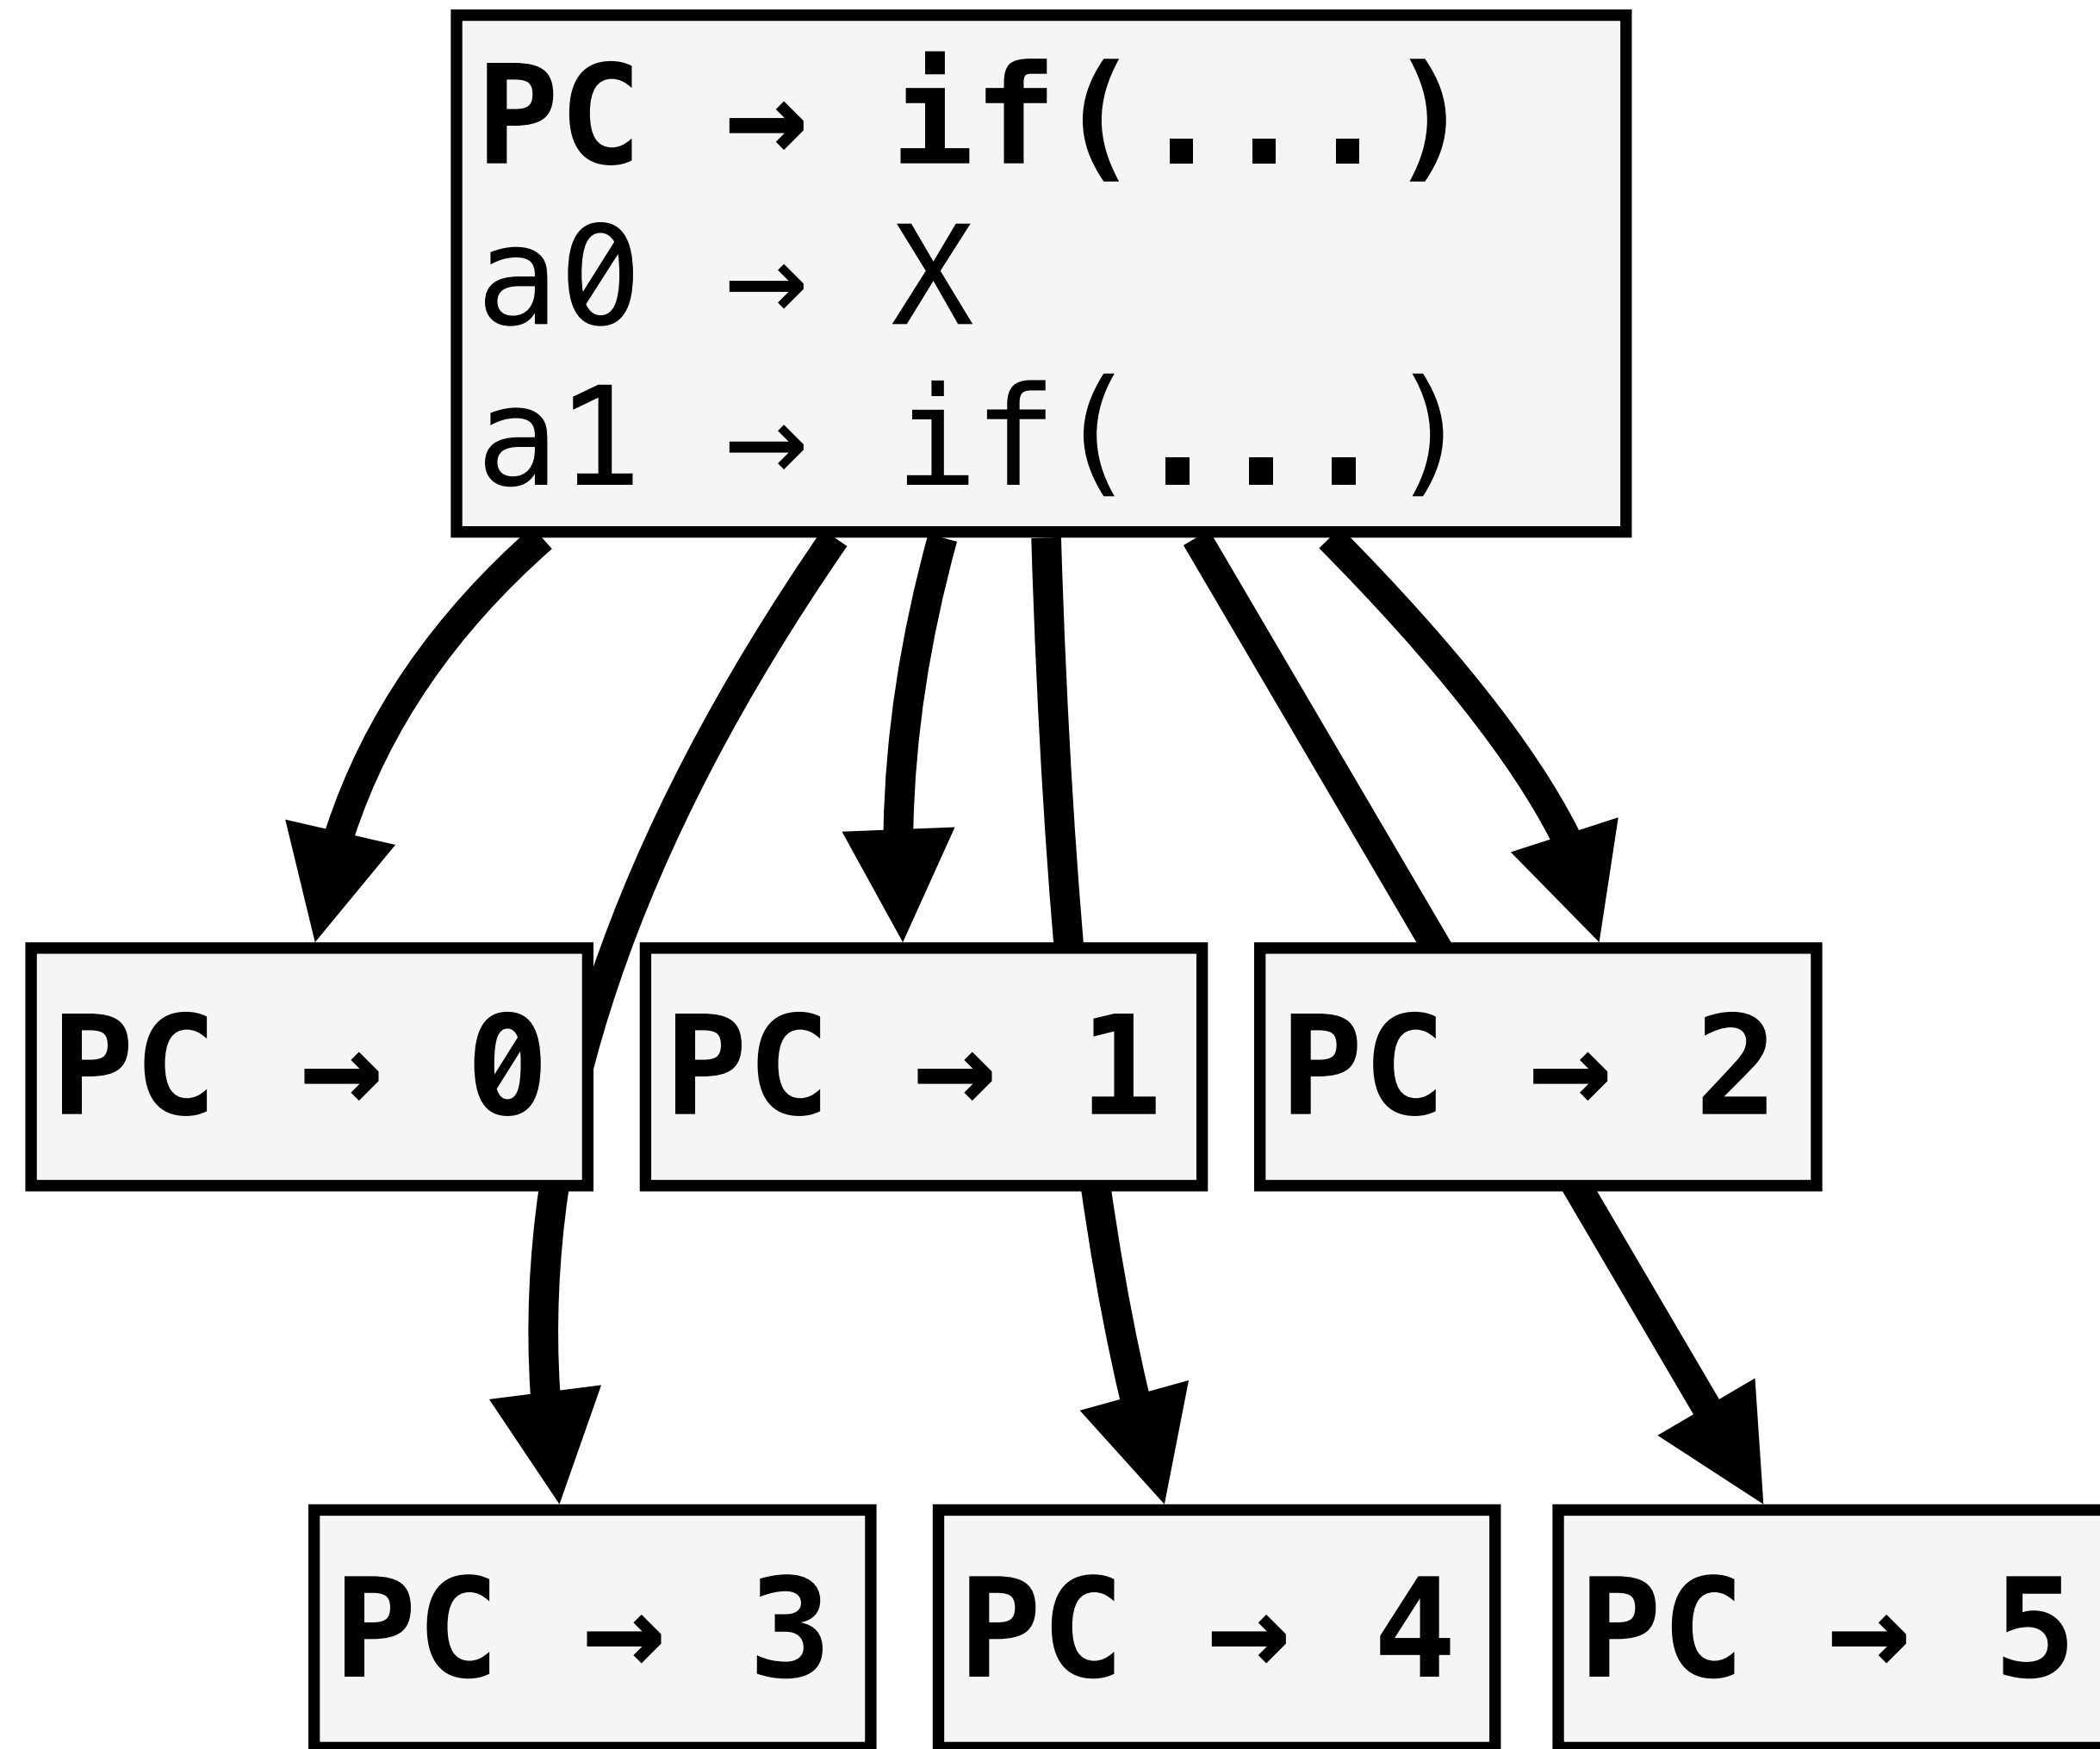 PC → if(...)
a0 → X
a1 → if(...)
PC → 0
PC → 1
PC → 2
PC → 3
PC → 4
PC → 5